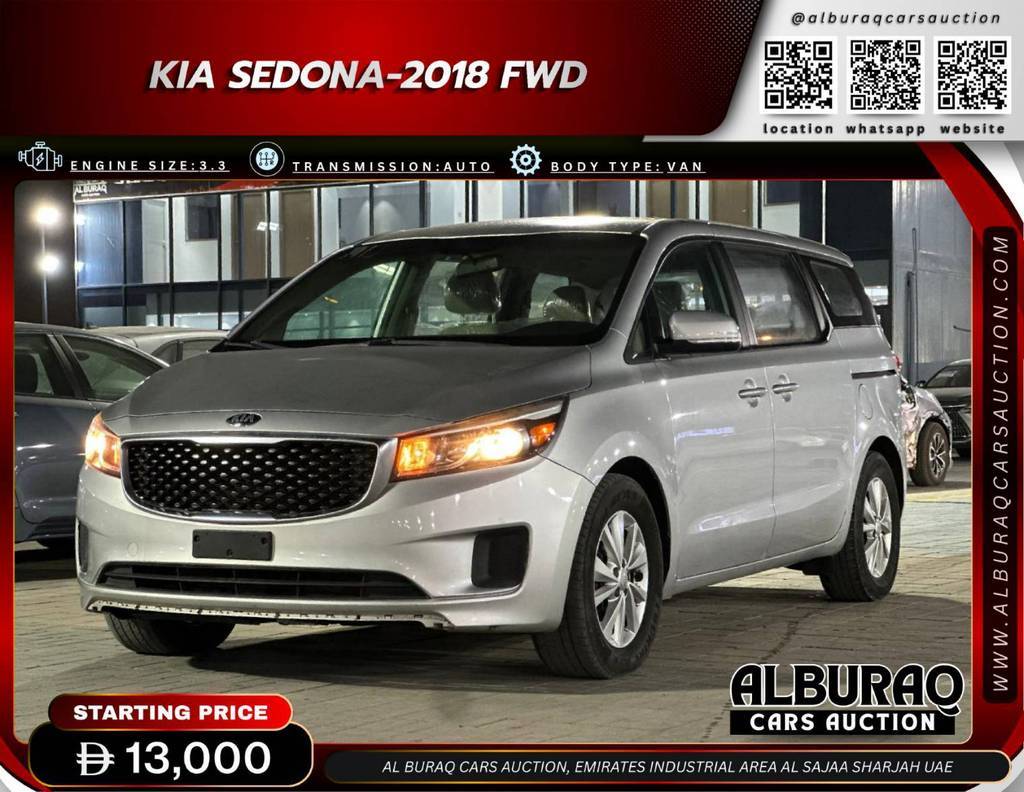 @alburaqcarsauction
KIA SEDONA-2018 FWD
location whatsapp website
ENGINE SIZE:3.3 TRANSMISSION:AUTO BODY TYPE: VAN
ALBURAQ
KIA
WWW.ALBURAQCARSAUCTION.COM
ALBURAQ
CARS AUCTION
STARTING PRICE
13,000
AL BURAQ CARS AUCTION, EMIRATES INDUSTRIAL AREA AL SAJAA SHARJAH UAE